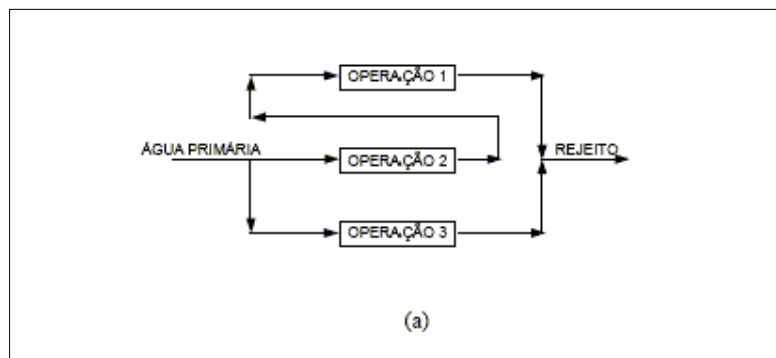 OPERAÇÃO 1
ÁGUA PRIMÁRIA
OPERAÇÃO 2
REJEITO
OPERAÇÃO 3
(a)